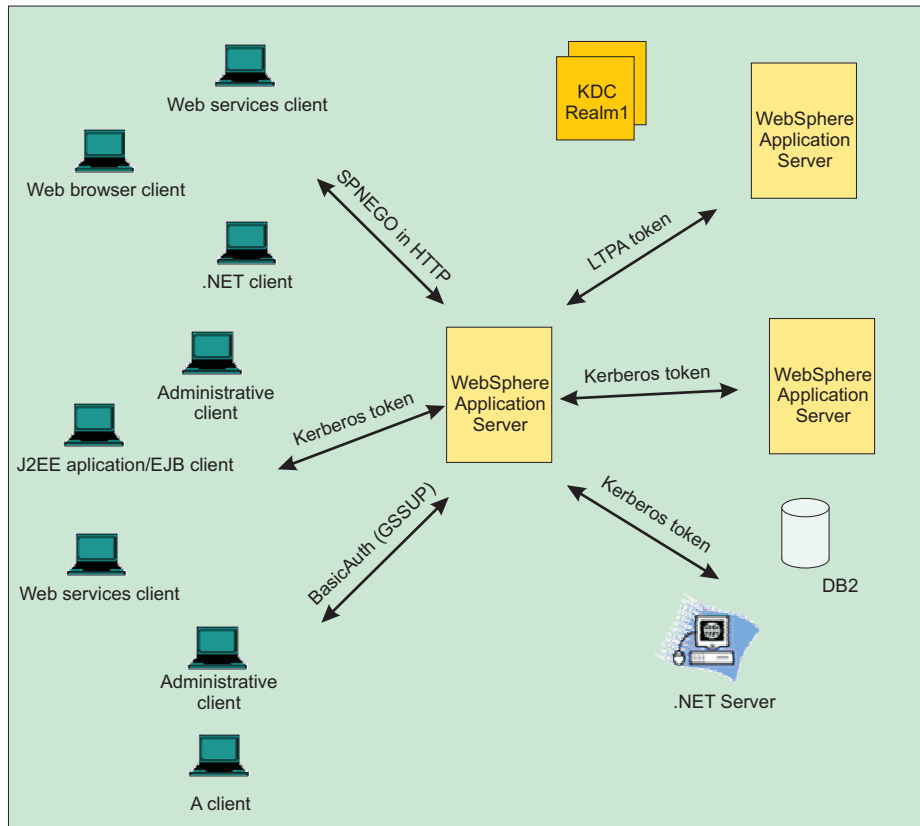 Web services client
KDC
Realm1
WebSphere
Application
Server
Web browser client
SPNEGO in HTTP
LTPA token
.NET client
Administrative
client
WebSphere
Application
Server
Kerberos token
WebSphere
Application
Server
Kerberos token
J2EE aplication/EJB client
BasicAuth (GSSUP)
Kerberos token
Web services client
DB2
Administrative
client
.NET Server
A client